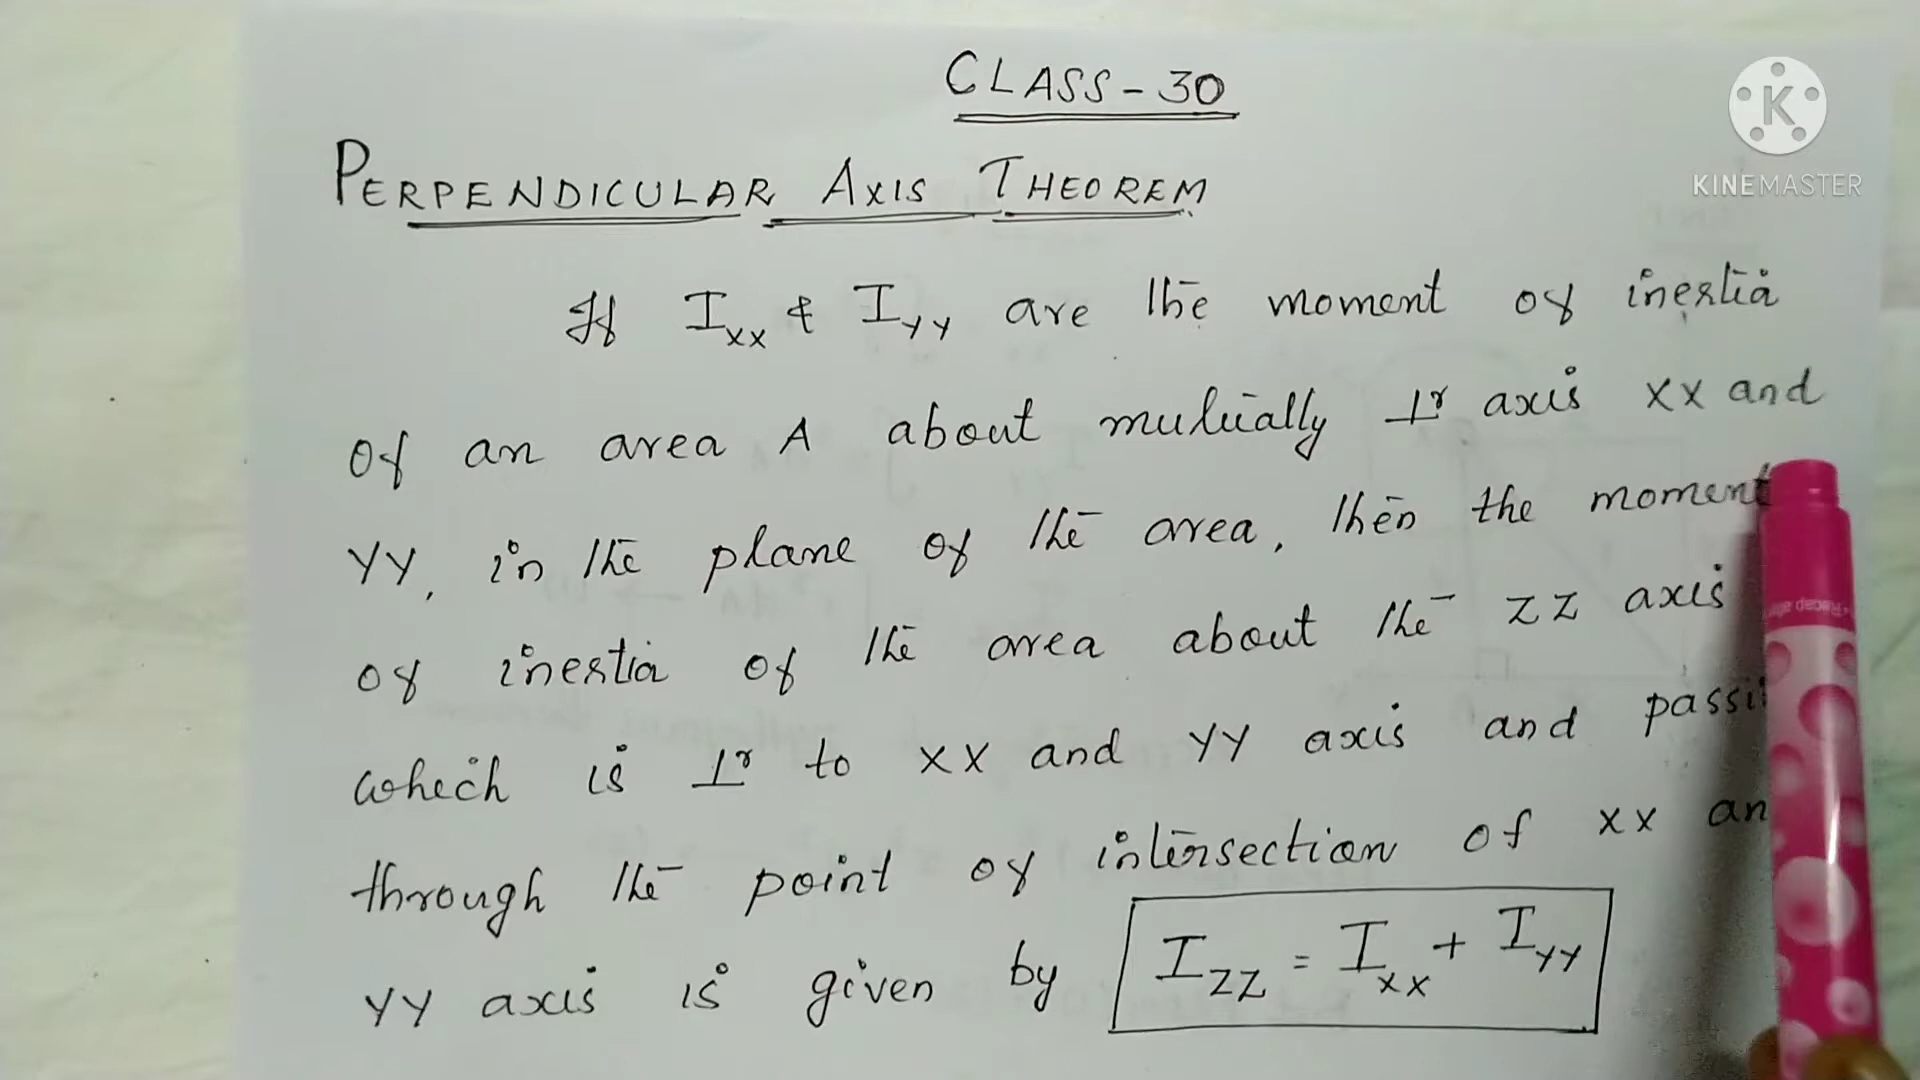 CLASS-30
K
KINEMASTER
PERPENDICULAR AXIS THEOREM
If Ixx & Iyy are the moment of inertia
of an area A about mutually ⊥r axis xx and
YY, in the plane of the area, then the moment
of inertia of the area about the ZZ axis
which is ⊥r to XX and YY axis and
through the point of intersection of XX
YY axis is given by IZZ = IXX + IYY